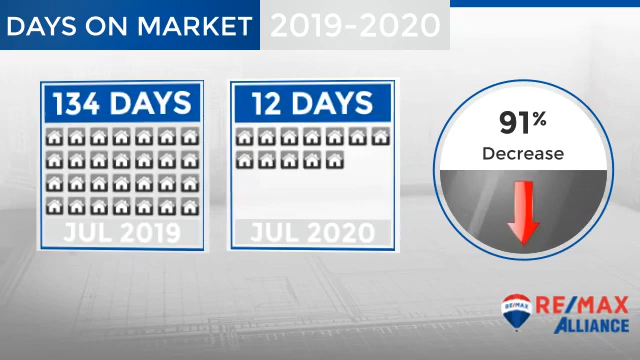 DAYS ON MARKET 2019-2020
134 DAYS
JUL 2019
12 DAYS
JUL 2020
91%
Decrease
RE/MAX
RE/MAX
ALLIANCE